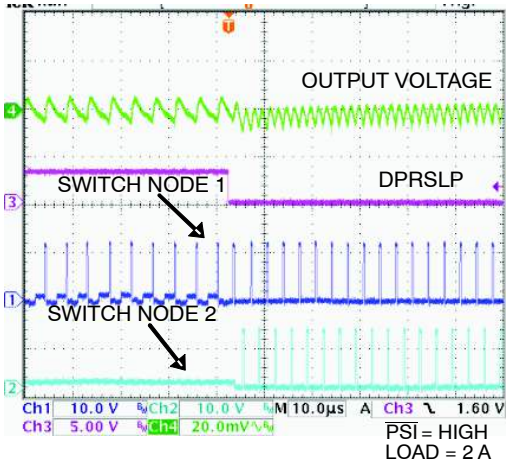 T
OUTPUT VOLTAGE
4
DPRSLP
3
SWITCH NODE 1
1
SWITCH NODE 2
2
Ch1 10.0 V Ch2 10.0 V M 10.0µs A Ch3 1.60 V
Ch3 5.00 V Ch4 20.0mV
PSI = HIGH
LOAD = 2 A